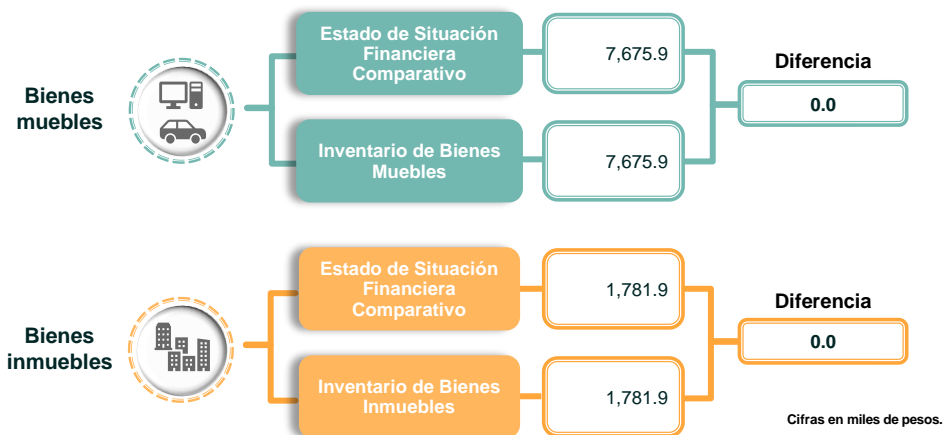 Bienes
muebles
Estado de Situación
Financiera
Comparativo
7,675.9
Inventario de Bienes
Muebles
7,675.9
Diferencia
0.0
Bienes
inmuebles
Estado de Situación
Financiera
Comparativo
1,781.9
Inventario de Bienes
Inmuebles
1,781.9
Diferencia
0.0
Cifras en miles de pesos.